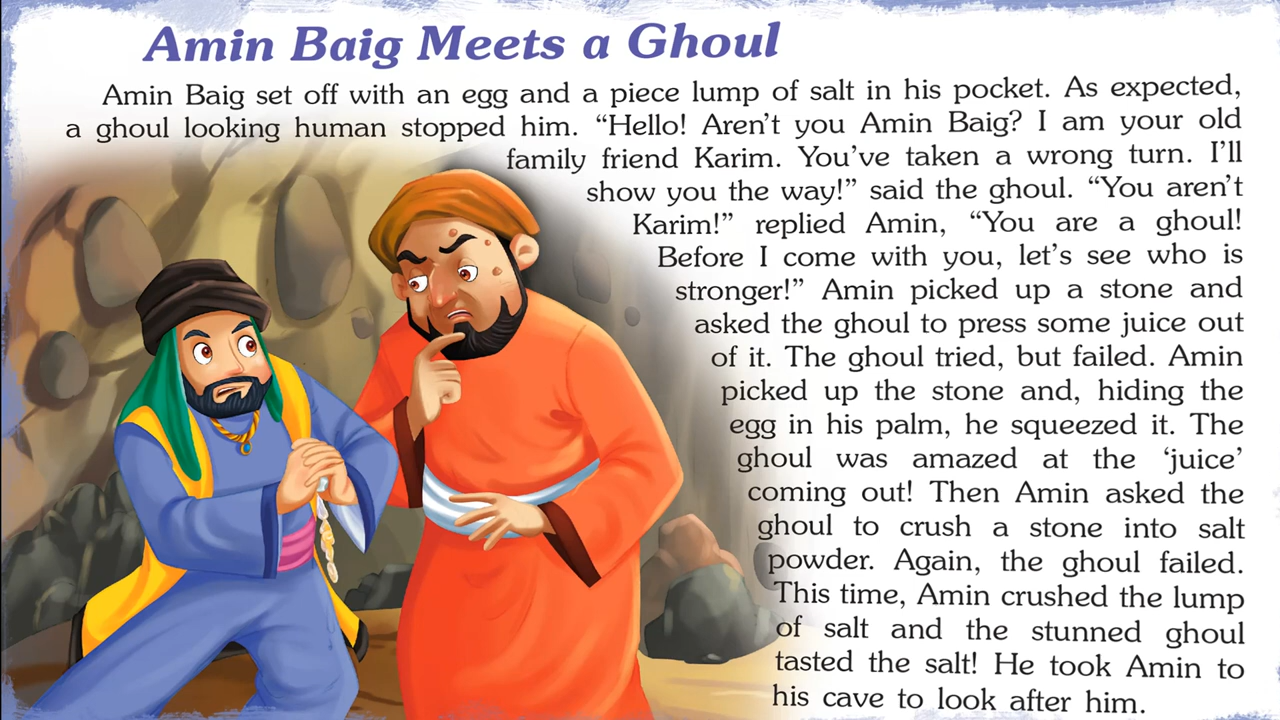 Amin Baig Meets a Ghoul
Amin Baig set off with an egg and a piece lump of salt in his pocket. As expected,
a ghoul looking human stopped him. “Hello! Aren’t you Amin Baig? I am your old
family friend Karim. You’ve taken a wrong turn. I’ll
show you the way!” said the ghoul. “You aren’t
Karim!” replied Amin, “You are a ghoul!
Before I come with you, let’s see who is
stronger!” Amin picked up a stone and
asked the ghoul to press some juice out
of it. The ghoul tried, but failed. Amin
picked up the stone and, hiding the
egg in his palm, he squeezed it. The
ghoul was amazed at the ‘juice’
coming out! Then Amin asked the
ghoul to crush a stone into salt
powder. Again, the ghoul failed.
This time, Amin crushed the lump
of salt and the stunned ghoul
tasted the salt! He took Amin to
his cave to look after him.